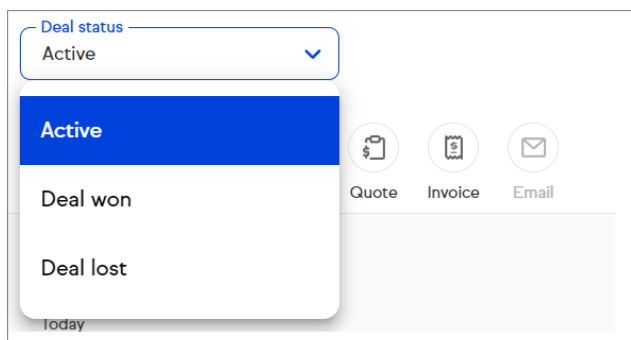 Deal status
Active
Active
Quote Invoice Email
Deal won
Deal lost
Today